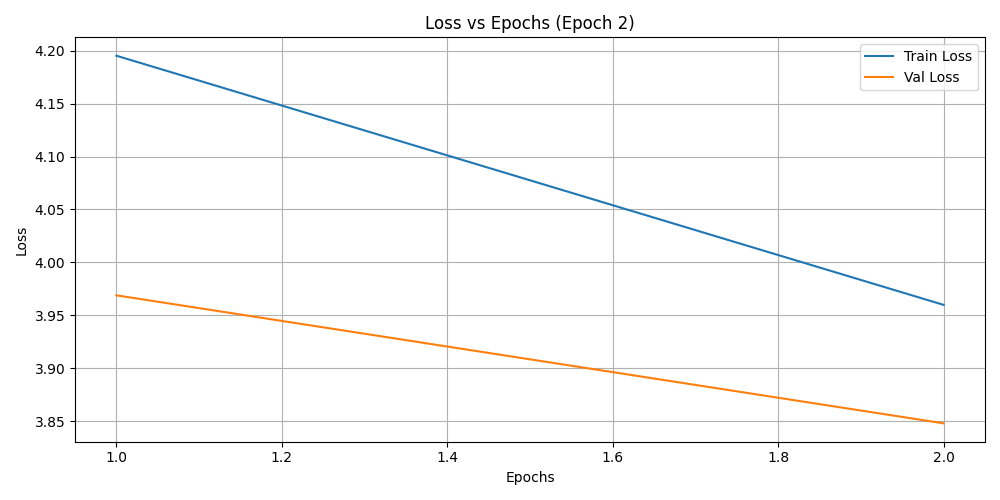 Loss vs Epochs (Epoch 2)
Train Loss
Val Loss
4.20
4.15
4.10
4.05
4.00
3.95
3.90
3.85
Loss
1.0 1.2 1.4 1.6 1.8 2.0
Epochs